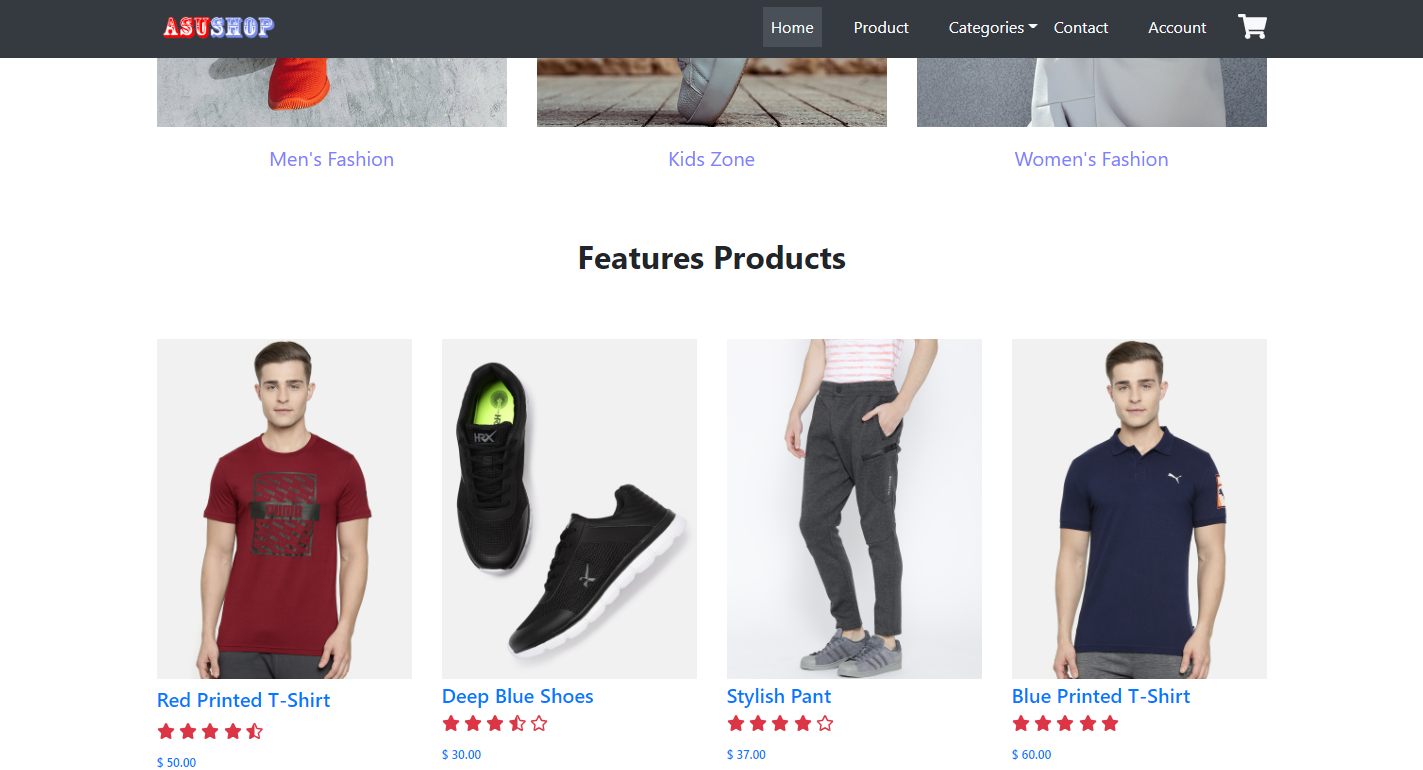 ASUSHOP
Home Product Categories Contact Account
Men's Fashion Kids Zone Women's Fashion
Features Products
HRX
HRX
PUMA
Red Printed T-Shirt Deep Blue Shoes Stylish Pant Blue Printed T-Shirt
$ 50.00 $ 30.00 $ 37.00 $ 60.00